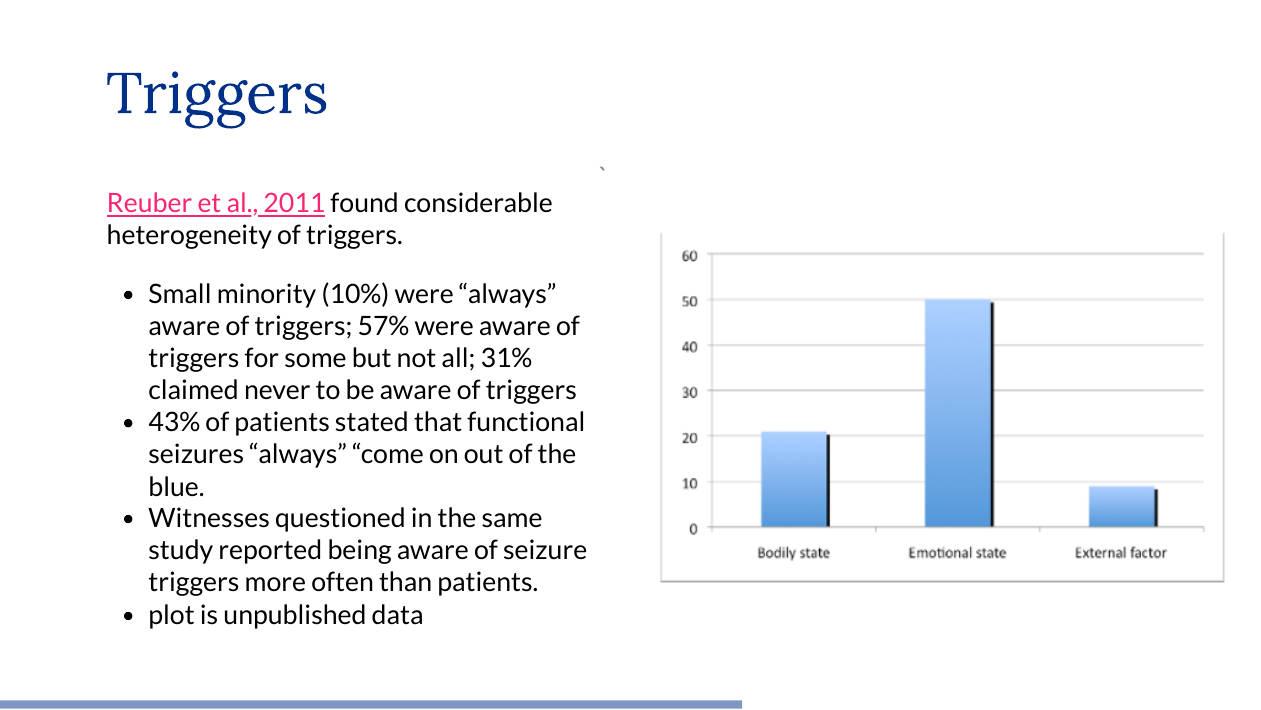 Triggers
`
Reuber et al., 2011 found considerable
heterogeneity of triggers.
• Small minority (10%) were “always”
aware of triggers; 57% were aware of
triggers for some but not all; 31%
claimed never to be aware of triggers
• 43% of patients stated that functional
seizures “always” “come on out of the
blue.
• Witnesses questioned in the same
study reported being aware of seizure
triggers more often than patients.
• plot is unpublished data
60
50
40
30
20
10
0
Bodily state Emotional state External factor